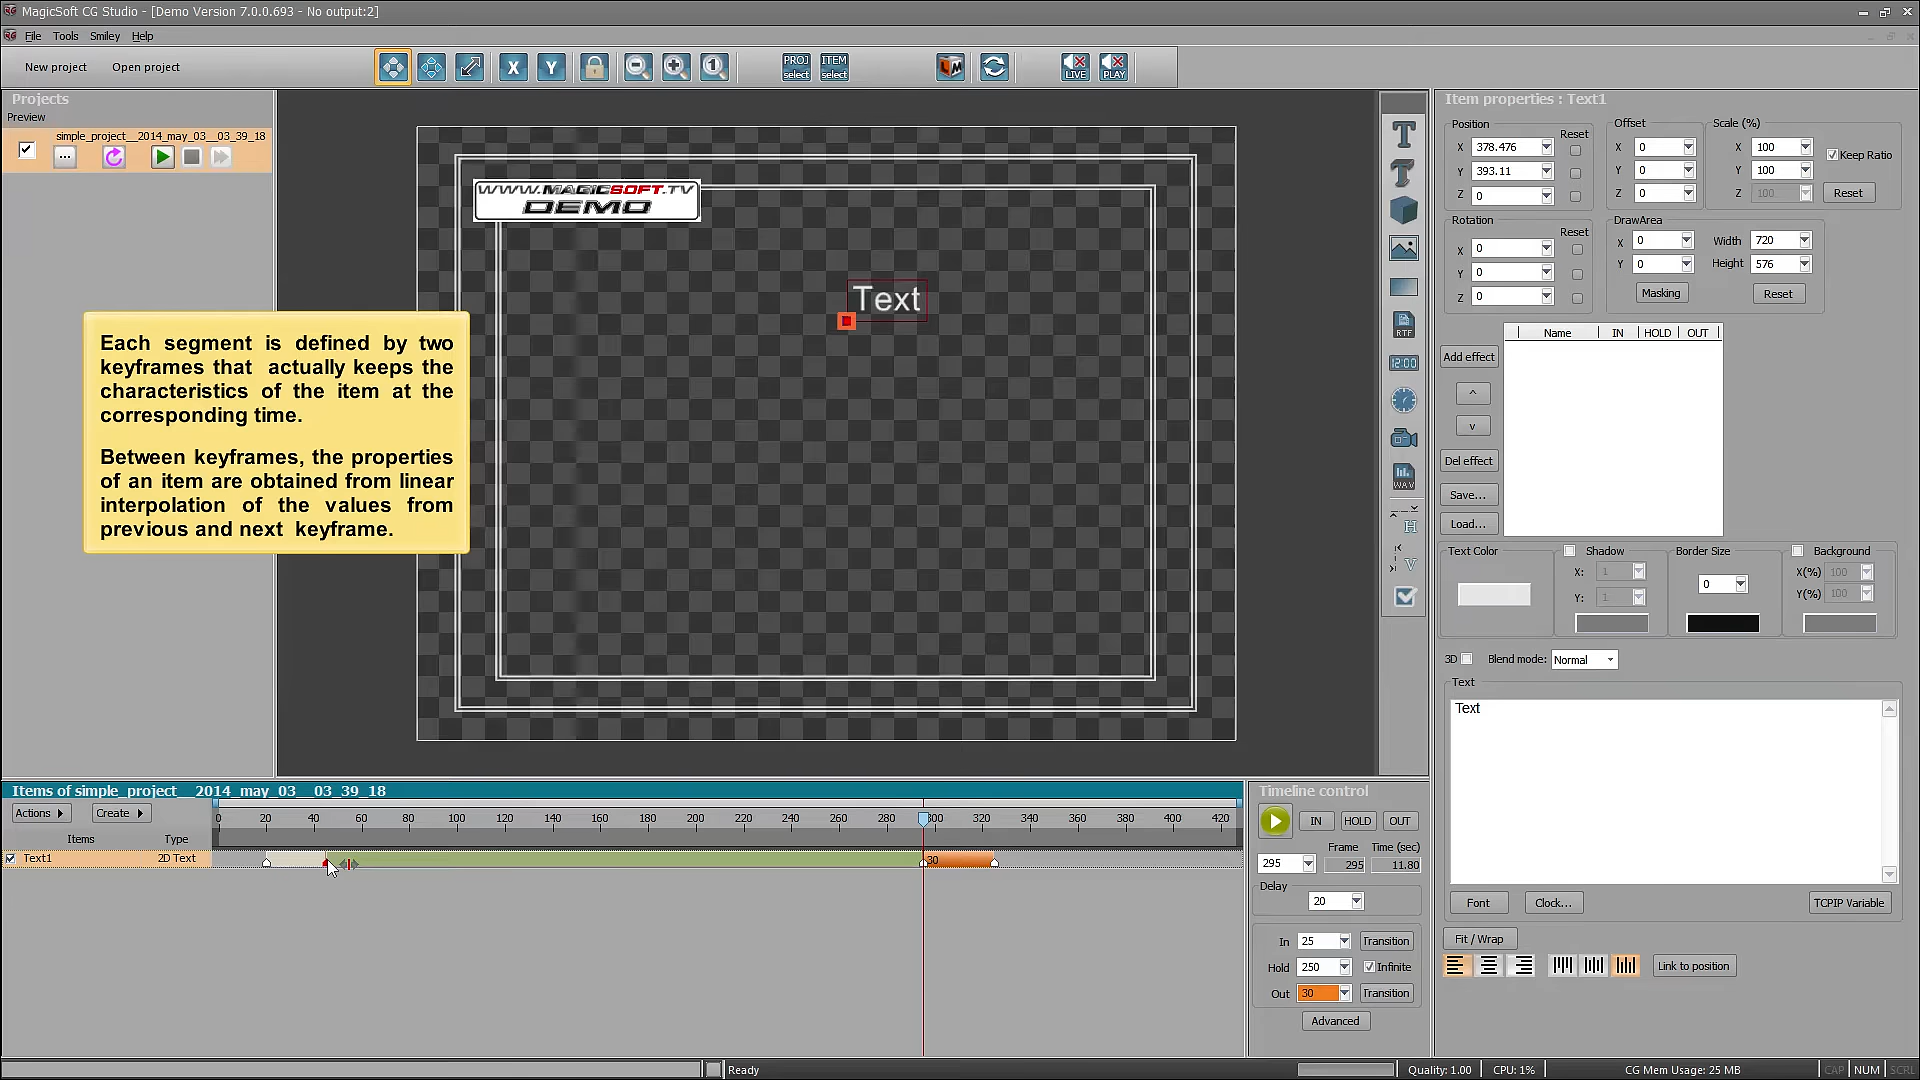 MagicSoft CG Studio - [Demo Version 7.0.0.693 - No output:2]
File Tools Smiley Help
New project Open project
X Y
PROJ select ITEM select
LIVE PLAY
Projects
Preview
simple_project__2014_may_03__03_39_18
...
WWW.MAGICSOFT.TV
DEMO
Text
Each segment is defined by two
keyframes that actually keeps the
characteristics of the item at the
corresponding time.
Between keyframes, the properties
of an item are obtained from linear
interpolation of the values from
previous and next keyframe.
RTF
12:00
WAV
H
V
Item properties : Text1
Position Reset Offset Scale (%)
X 378.476 X 0 X 100
Y 393.11 Y 0 Y 100 Keep Ratio
Z 0 Z 0 Z 100 Reset
Rotation Reset DrawArea
X 0 X 0 Width 720
Y 0 Y 0 Height 576
Z 0 Masking Reset
Name IN HOLD OUT
Add effect
^
v
Del effect
Save...
Load...
Text Color Shadow Border Size Background
X: 1 0 X(%) 100
Y: 1 Y(%) 100
3D Blend mode: Normal
Text
Text
Font Clock... TCPIP Variable
Fit / Wrap
Link to position
Items of simple_project__2014_may_03__03_39_18
Actions Create
0 20 40 60 80 100 120 140 160 180 200 220 240 260 280 300 320 340 360 380 400 420
Items Type
Text1 2D Text 30
Timeline control
IN HOLD OUT
Frame Time (sec)
295 295 11.80
Delay
20
In 25 Transition
Hold 250 Infinite
Out 30 Transition
Advanced
Ready Quality: 1.00 CPU: 1% CG Mem Usage: 25 MB CAP NUM SCRL